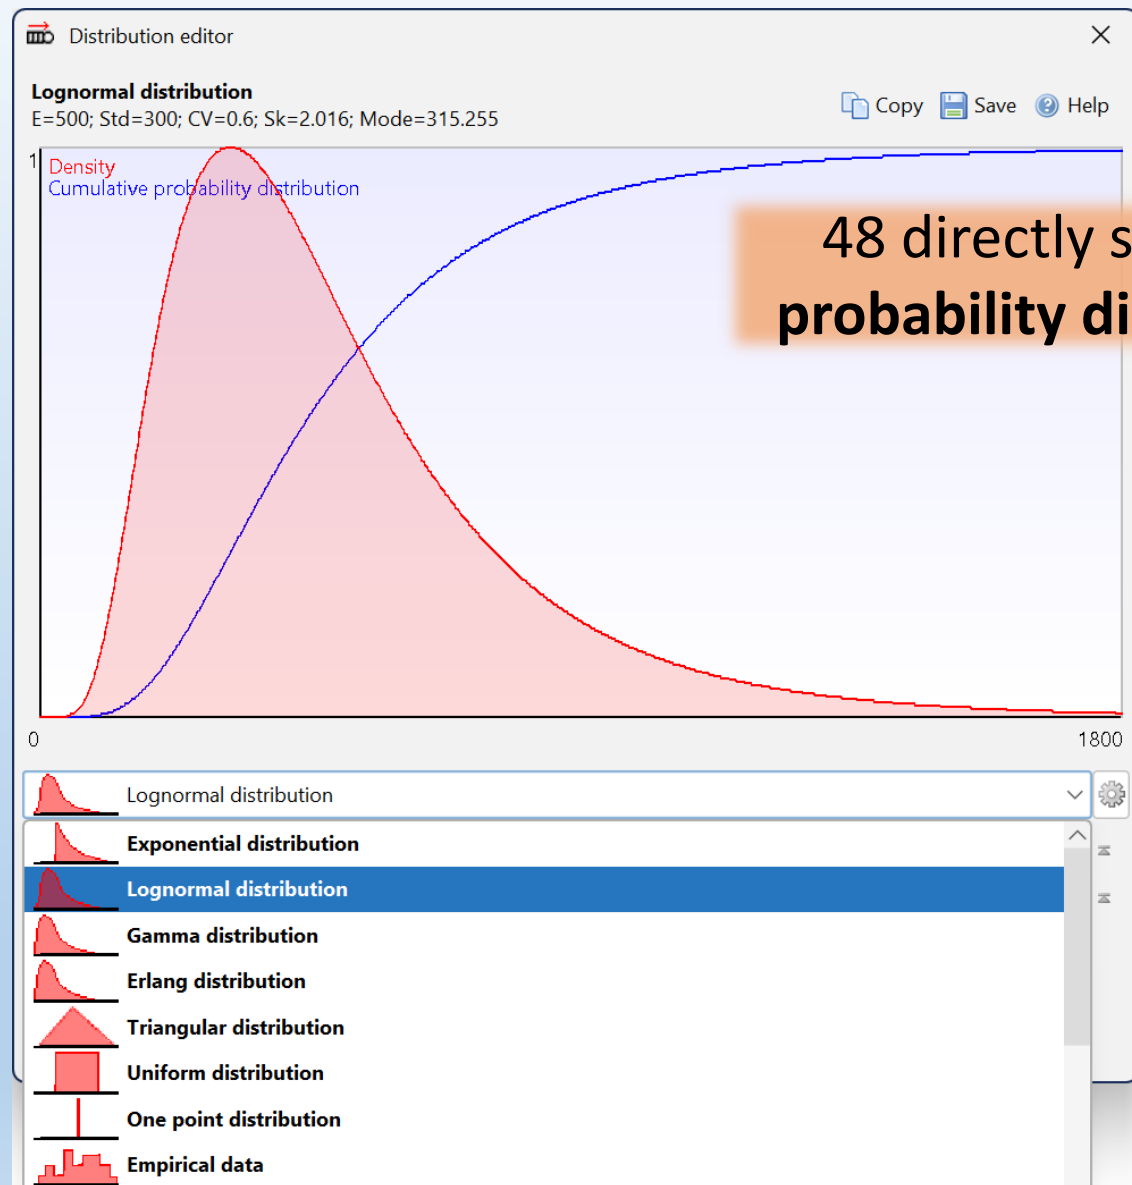 Distribution editor
Lognormal distribution
E=500; Std=300; CV=0.6; Sk=2.016; Mode=315.255
Copy Save Help
1
Density
Cumulative probability distribution
48 directly s
probability di
0 1800
Lognormal distribution
Exponential distribution
Lognormal distribution
Gamma distribution
Erlang distribution
Triangular distribution
Uniform distribution
One point distribution
Empirical data